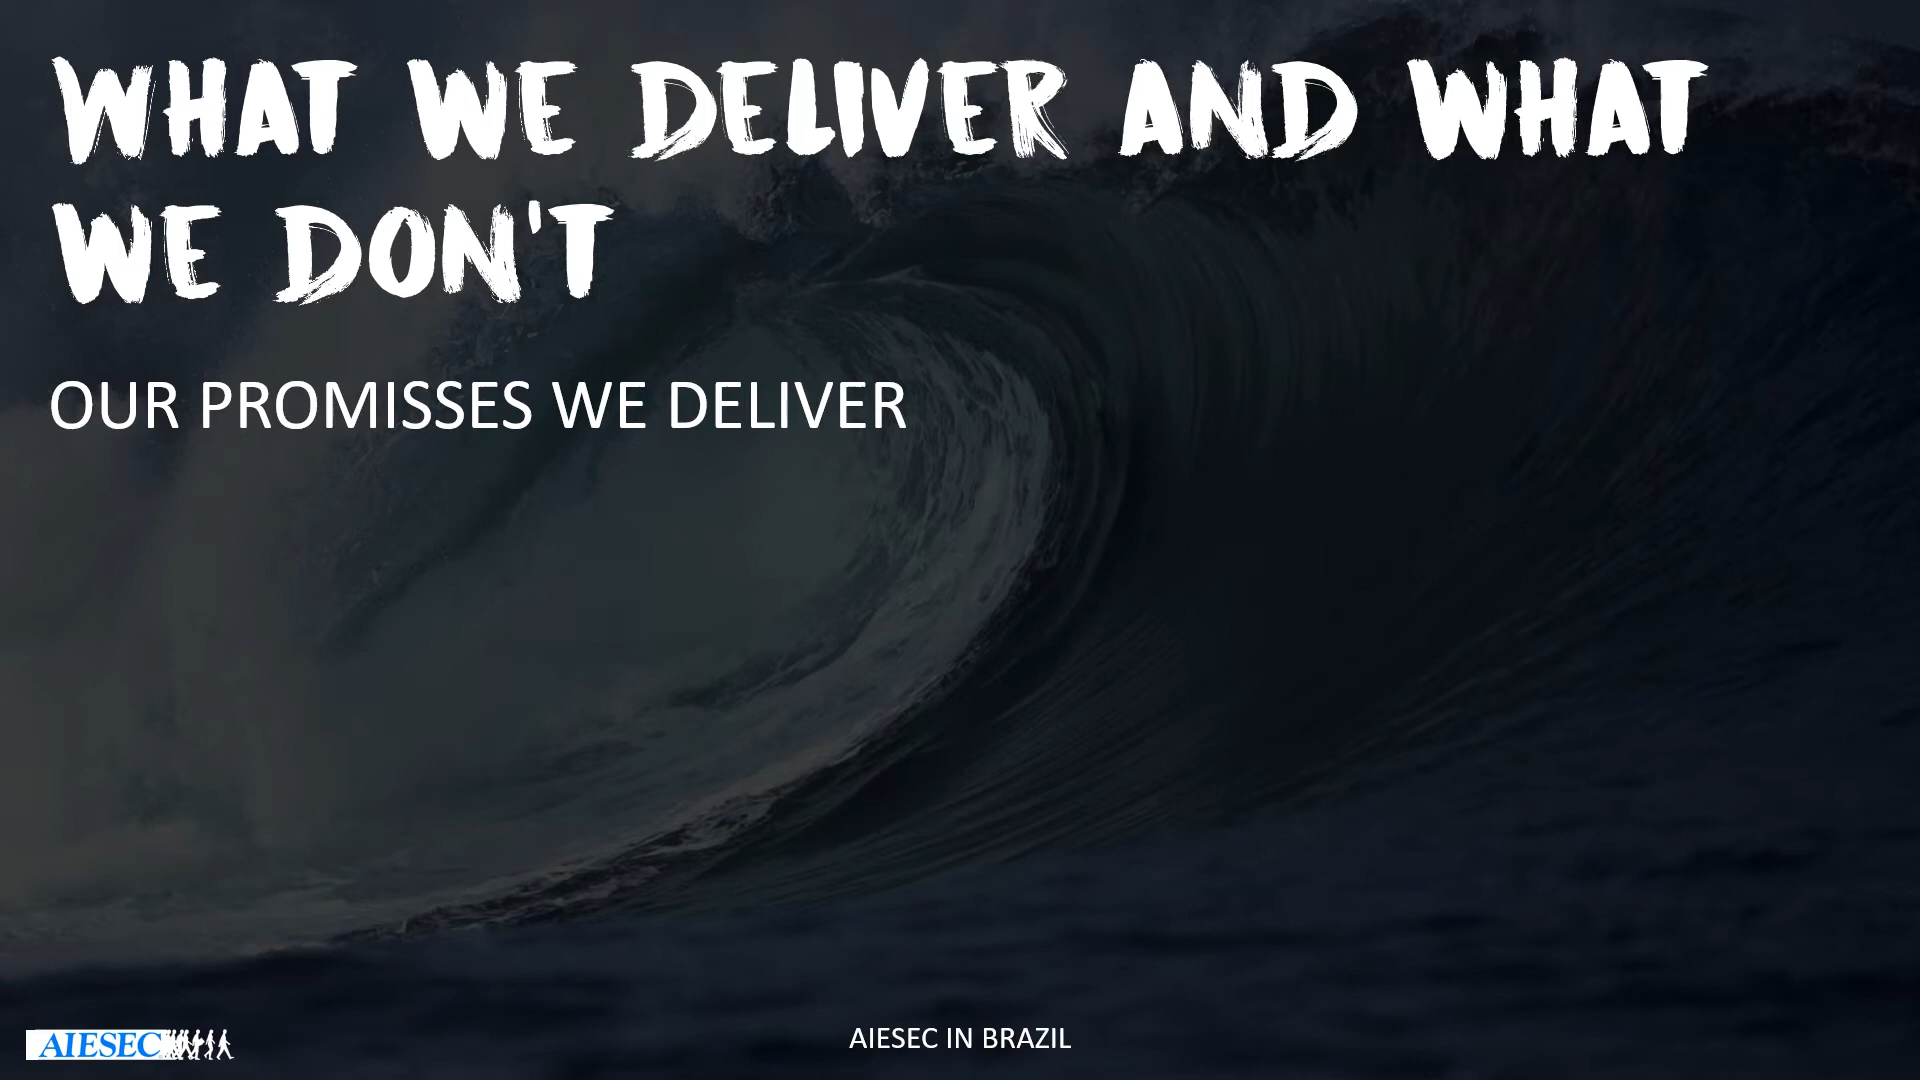 WHAT WE DELIVER AND WHAT
WE DON'T
OUR PROMISSES WE DELIVER
AIESEC
AIESEC IN BRAZIL